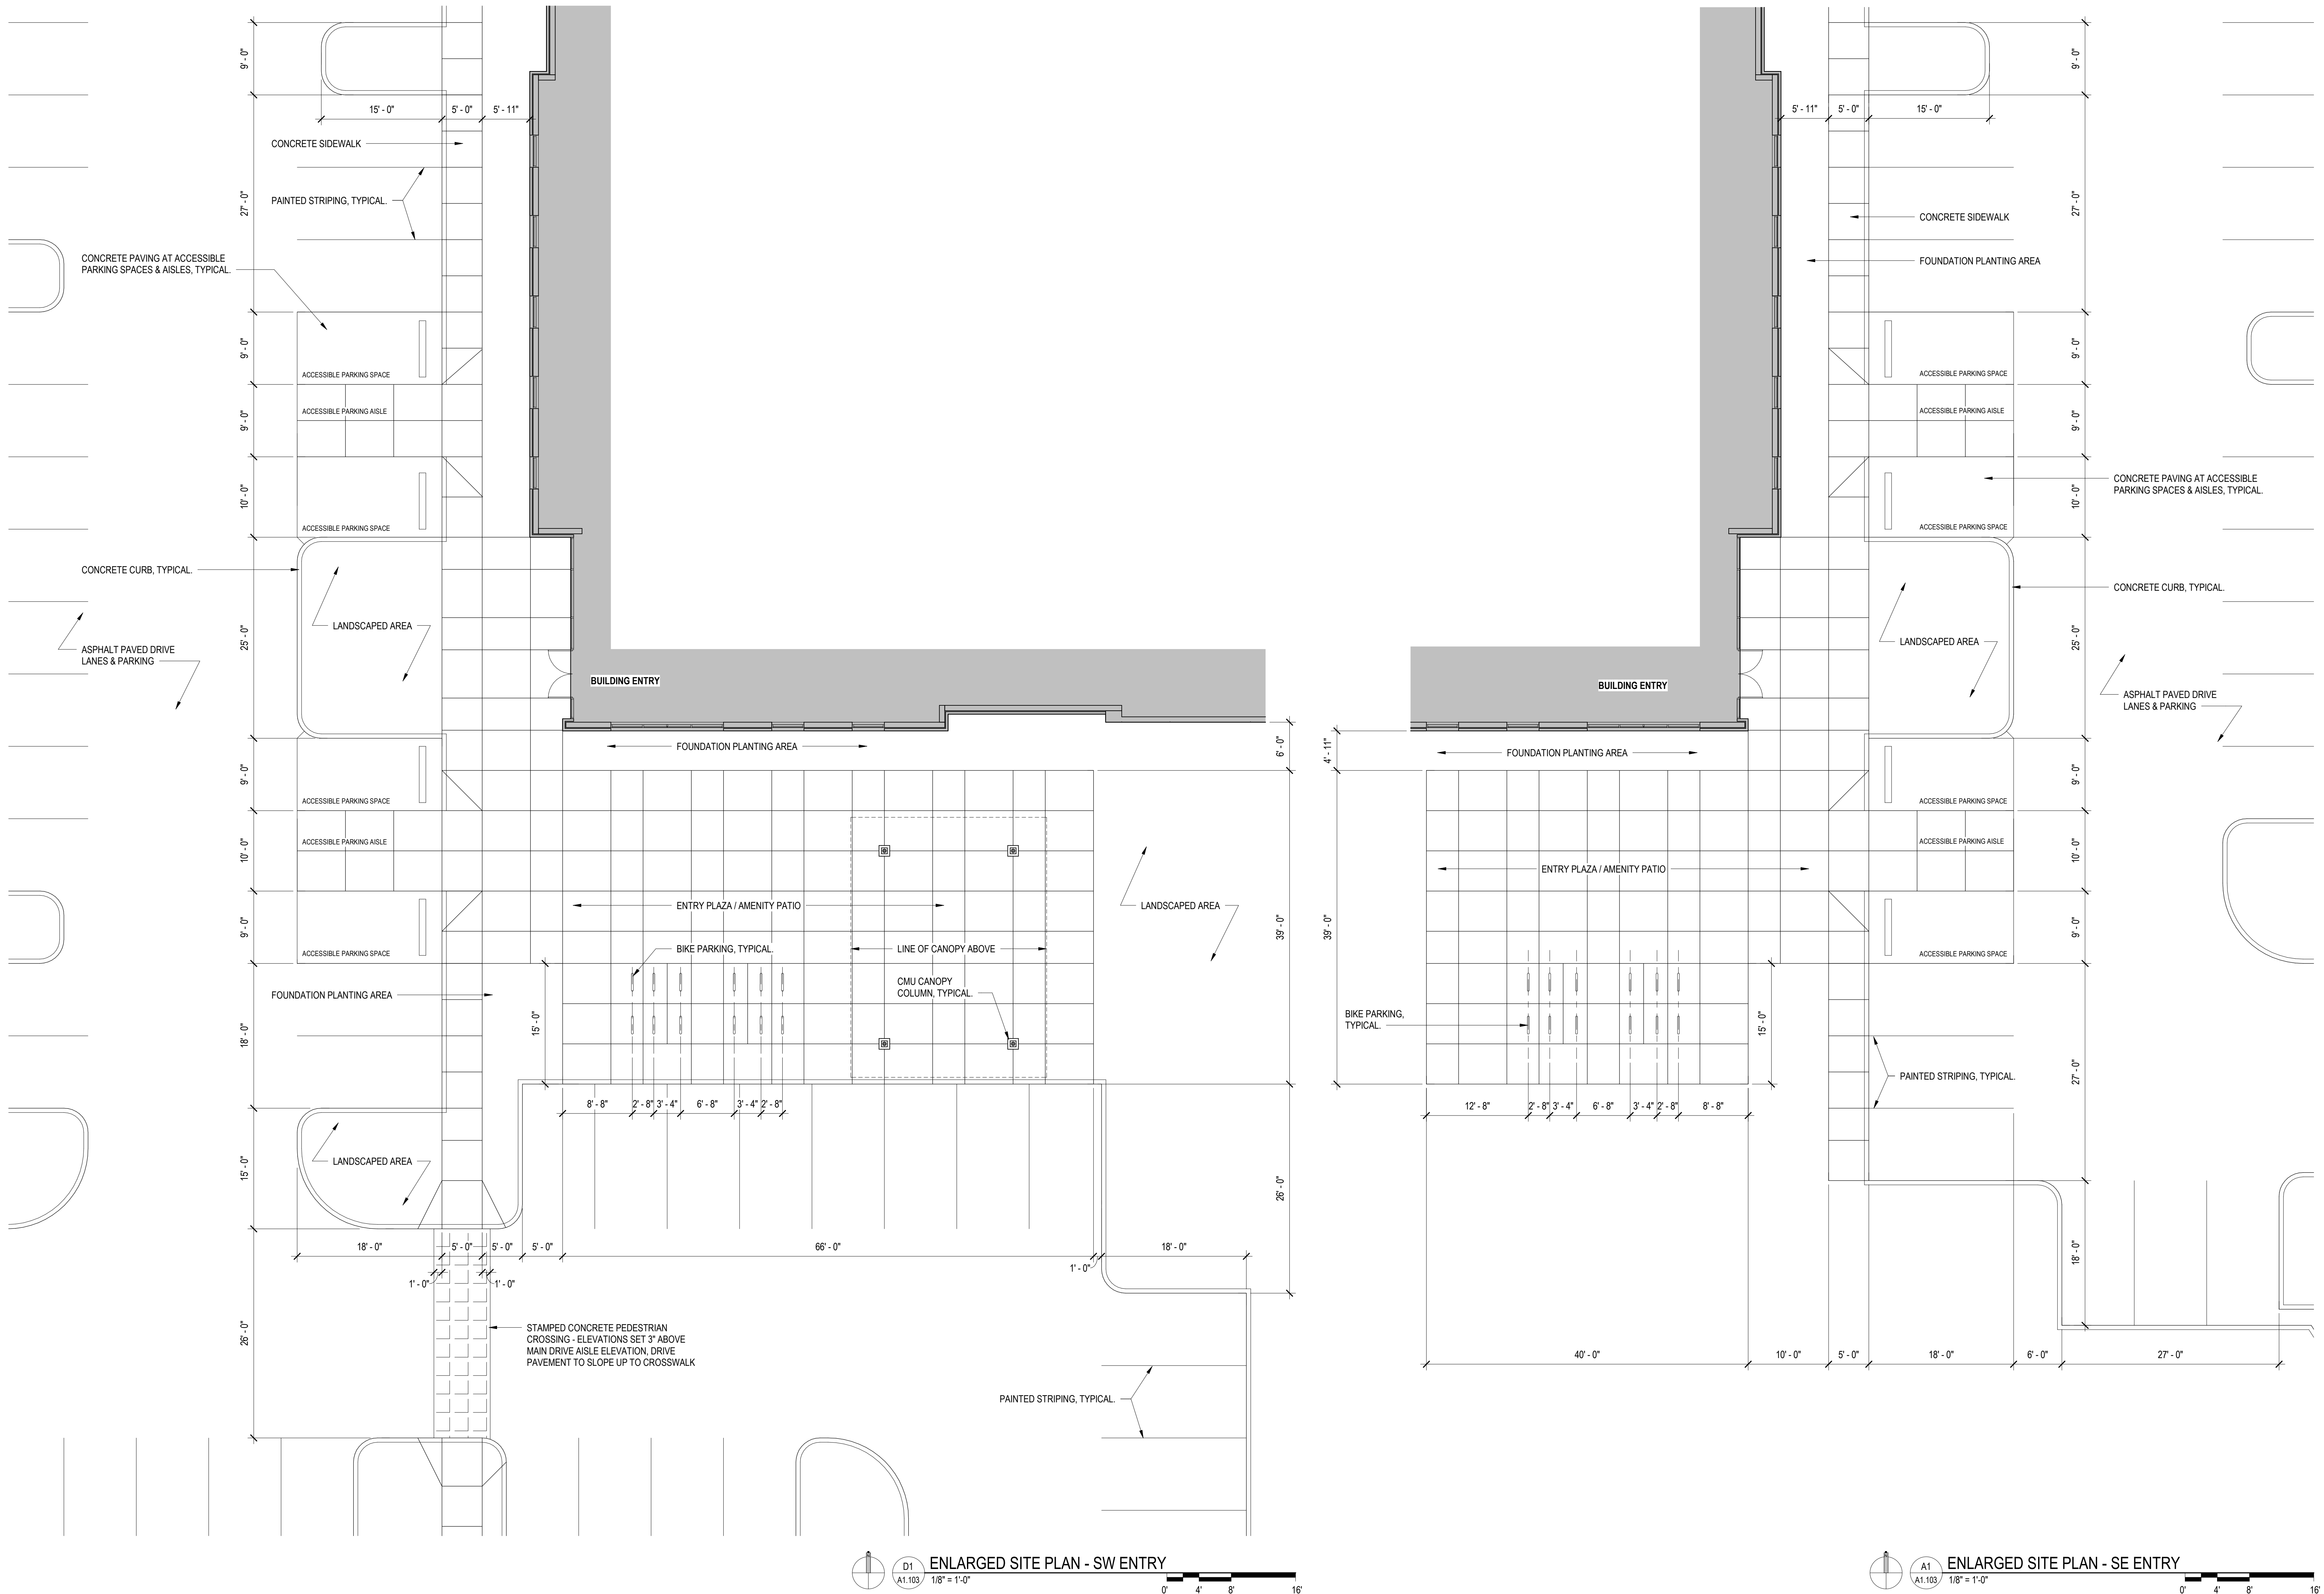 9' - 0"
15' - 0"
5' - 0"
5' - 11"
CONCRETE SIDEWALK
27' - 0"
PAINTED STRIPING, TYPICAL.
CONCRETE PAVING AT ACCESSIBLE
PARKING SPACES & AISLES, TYPICAL.
9' - 0"
ACCESSIBLE PARKING SPACE
9' - 0"
ACCESSIBLE PARKING AISLE
10' - 0"
ACCESSIBLE PARKING SPACE
CONCRETE CURB, TYPICAL.
25' - 0"
LANDSCAPED AREA
ASPHALT PAVED DRIVE
LANES & PARKING
BUILDING ENTRY
FOUNDATION PLANTING AREA
6' - 0"
9' - 0"
ACCESSIBLE PARKING SPACE
10' - 0"
ACCESSIBLE PARKING AISLE
9' - 0"
ENTRY PLAZA / AMENITY PATIO
LANDSCAPED AREA
39' - 0"
BIKE PARKING, TYPICAL.
LINE OF CANOPY ABOVE
ACCESSIBLE PARKING SPACE
CMU CANOPY
COLUMN, TYPICAL.
FOUNDATION PLANTING AREA
18' - 0"
15' - 0"
8' - 8"
2' - 8"
3' - 4"
6' - 8"
3' - 4"
2' - 8"
LANDSCAPED AREA
15' - 0"
26' - 0"
18' - 0"
5' - 0"
5' - 0"
5' - 0"
66' - 0"
18' - 0"
1' - 0"
1' - 0"
1' - 0"
26' - 0"
STAMPED CONCRETE PEDESTRIAN
CROSSING - ELEVATIONS SET 3" ABOVE
MAIN DRIVE AISLE ELEVATION, DRIVE
PAVEMENT TO SLOPE UP TO CROSSWALK
PAINTED STRIPING, TYPICAL.
D1
A1.103
ENLARGED SITE PLAN - SW ENTRY
1/8" = 1'-0"
0'
4'
8'
16'
9' - 0"
5' - 11"
5' - 0"
15' - 0"
27' - 0"
CONCRETE SIDEWALK
FOUNDATION PLANTING AREA
9' - 0"
ACCESSIBLE PARKING SPACE
9' - 0"
ACCESSIBLE PARKING AISLE
10' - 0"
CONCRETE PAVING AT ACCESSIBLE
PARKING SPACES & AISLES, TYPICAL.
ACCESSIBLE PARKING SPACE
CONCRETE CURB, TYPICAL.
25' - 0"
LANDSCAPED AREA
BUILDING ENTRY
ASPHALT PAVED DRIVE
LANES & PARKING
4' - 11"
FOUNDATION PLANTING AREA
9' - 0"
ACCESSIBLE PARKING SPACE
10' - 0"
ACCESSIBLE PARKING AISLE
ENTRY PLAZA / AMENITY PATIO
39' - 0"
9' - 0"
ACCESSIBLE PARKING SPACE
BIKE PARKING,
TYPICAL.
15' - 0"
27' - 0"
PAINTED STRIPING, TYPICAL.
12' - 8"
2' - 8"
3' - 4"
6' - 8"
3' - 4"
2' - 8"
8' - 8"
18' - 0"
40' - 0"
10' - 0"
5' - 0"
18' - 0"
6' - 0"
27' - 0"
A1
A1.103
ENLARGED SITE PLAN - SE ENTRY
1/8" = 1'-0"
0'
4'
8'
16'